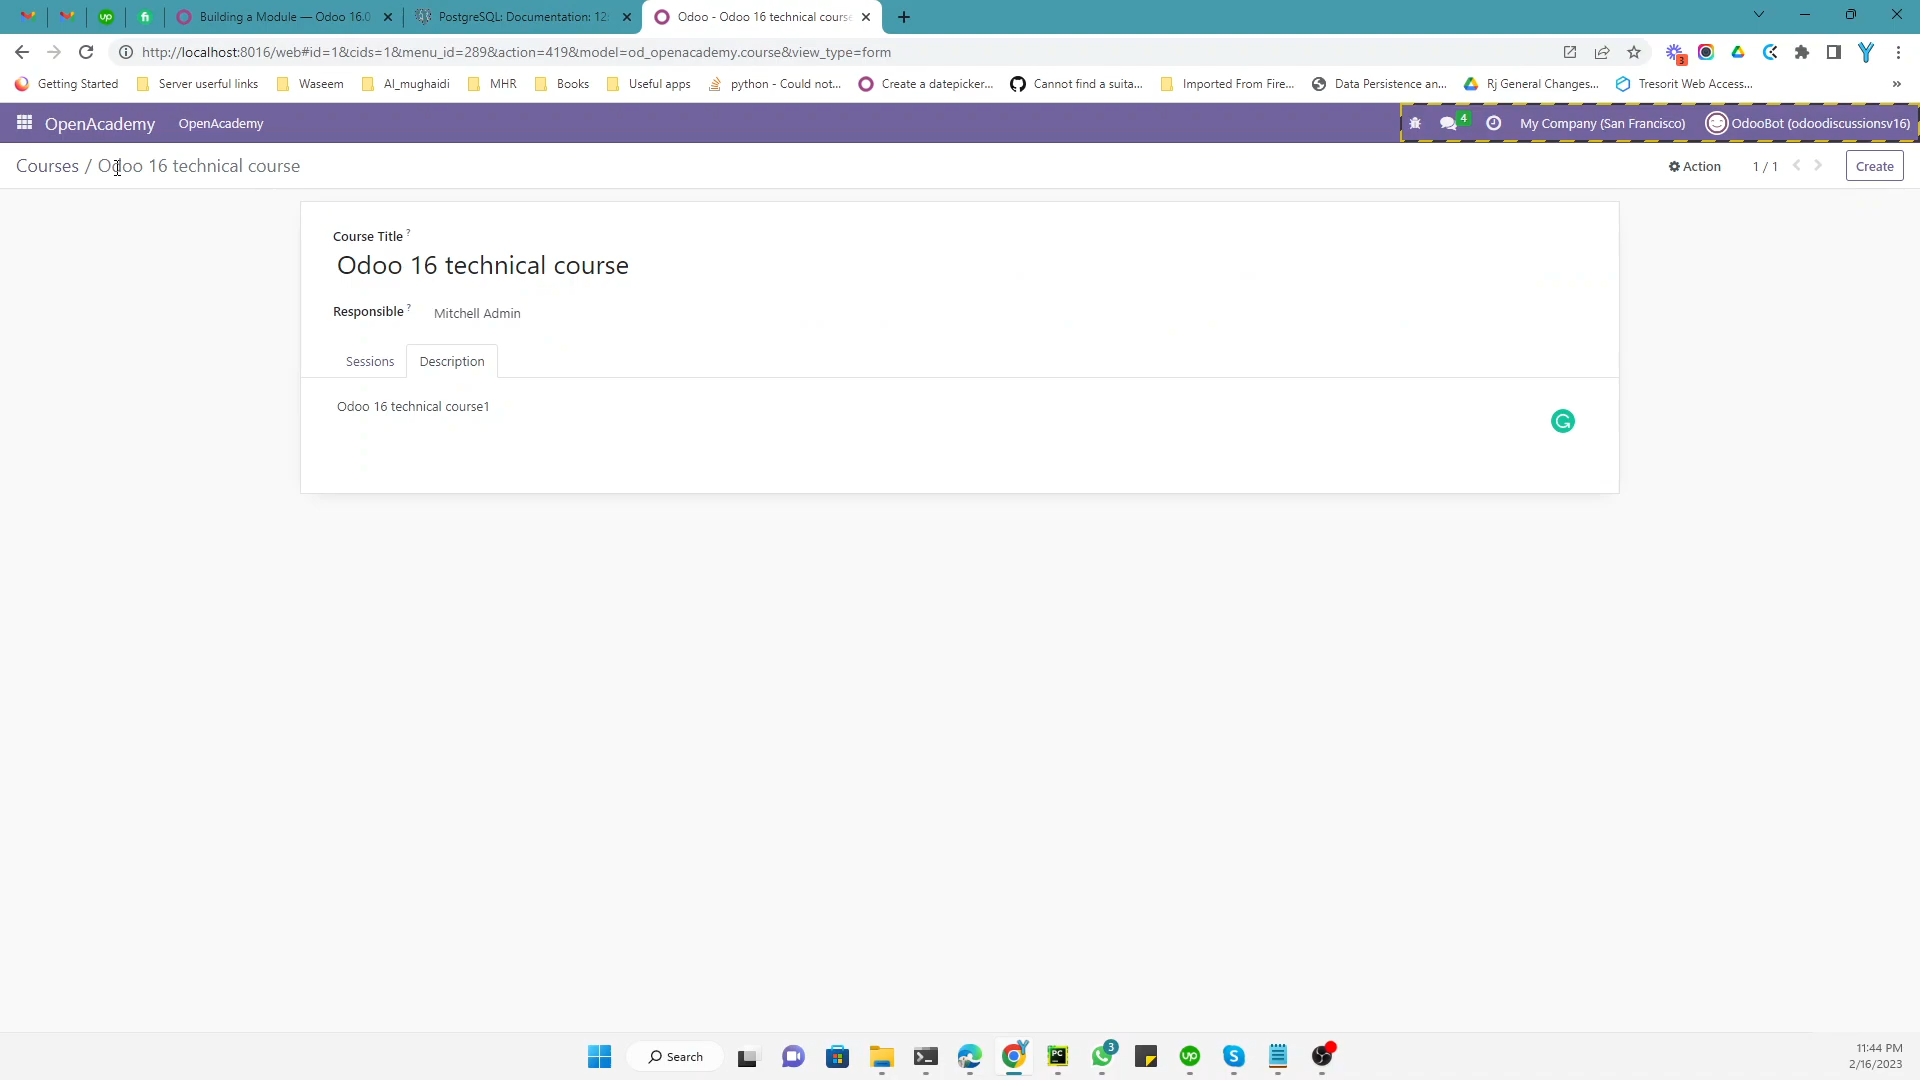 Building a Module — Odoo 16.0
PostgreSQL: Documentation: 12:
Odoo - Odoo 16 technical course
http://localhost:8016/web#id=1&cids=1&menu_id=289&action=419&model=od_openacademy.course&view_type=form
3
Getting Started
Server userful links
Waseem
Al_mughaidi
MHR
Books
Useful apps
python - Could not...
Create a datepicker...
Cannot find a suita...
Imported From Fire...
Data Persistence an...
Rj General Changes...
Tresorit Web Access...
»
OpenAcademy
OpenAcademy
4
My Company (San Francisco)
OdooBot (odoodiscussionsv16)
Courses / Odoo 16 technical course
Action
1 / 1
Create
Course Title ?
Odoo 16 technical course
Responsible ?
Mitchell Admin
Sessions
Description
Odoo 16 technical course1
Search
3
11:44 PM
2/16/2023